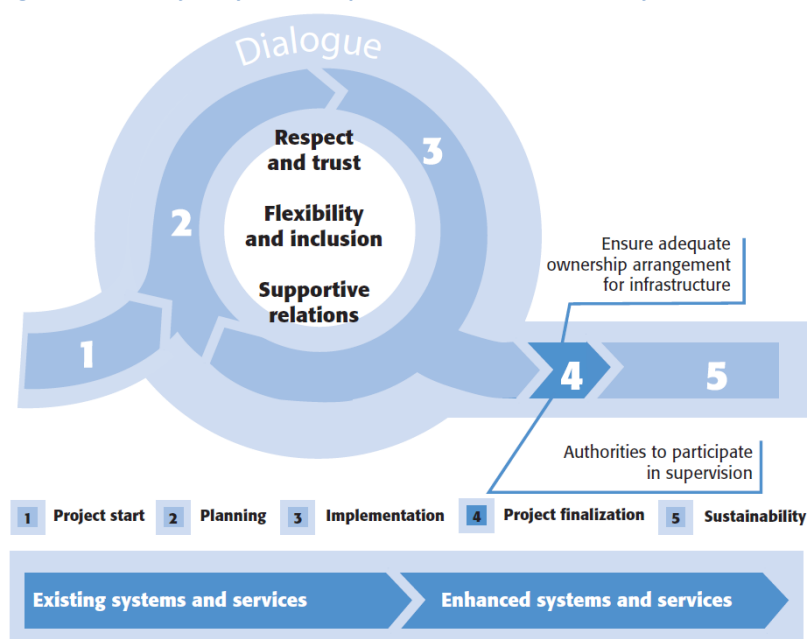 Dialogue
Respect
and trust
Flexibility
and inclusion
Supportive
relations
1
2
3
4
5
Ensure adequate
ownership arrangement
for infrastructure
Authorities to participate
in supervision
1 Project start 2 Planning 3 Implementation 4 Project finalization 5 Sustainability
Existing systems and services Enhanced systems and services